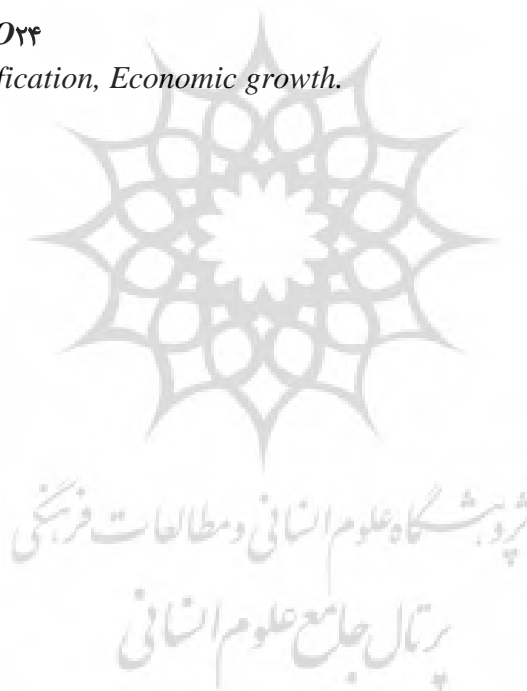 O۲۴
fication, Economic growth.
پژوهشگاه علوم انسانی و مطالعات فرهنگی
پرتال جامع علوم انسانی